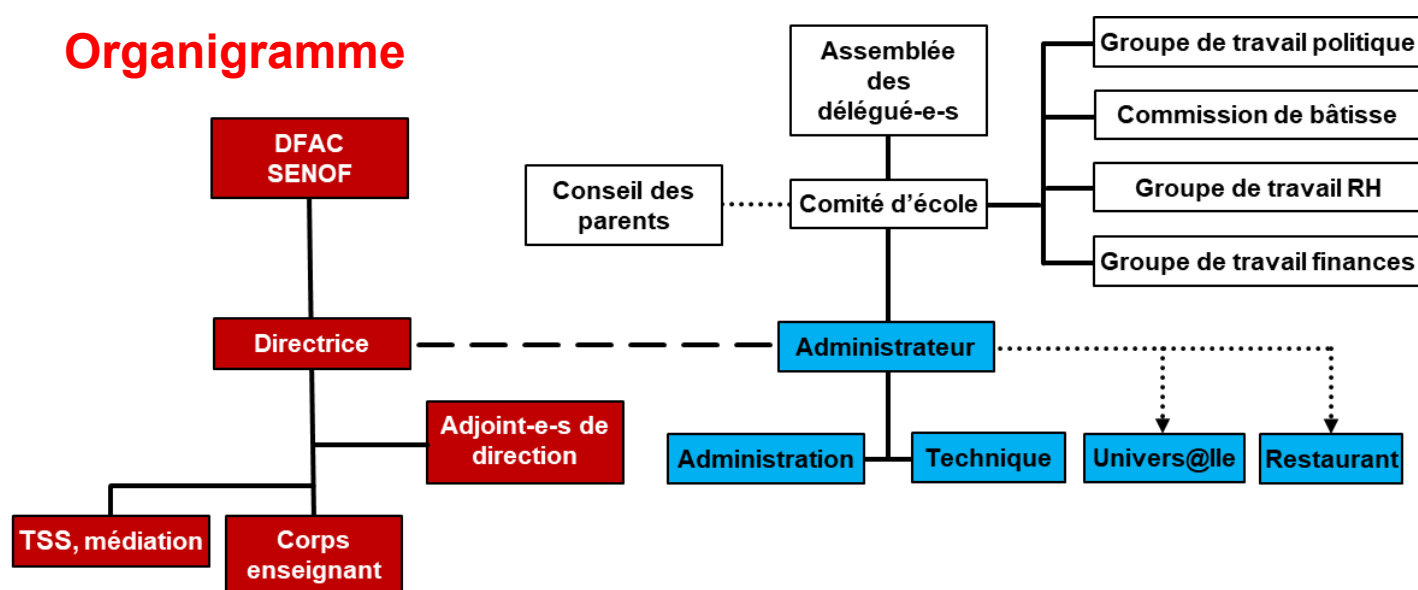 Organigramme
DFAC
SENOF
Directrice
Adjoint-e-s de
direction
TSS, médiation
Corps
enseignant
Assemblée
des
délégué-e-s
Conseil des
parents
Comité d'école
Groupe de travail politique
Commission de bâtisse
Groupe de travail RH
Groupe de travail finances
Administrateur
Administration
Technique
Univers@lle
Restaurant